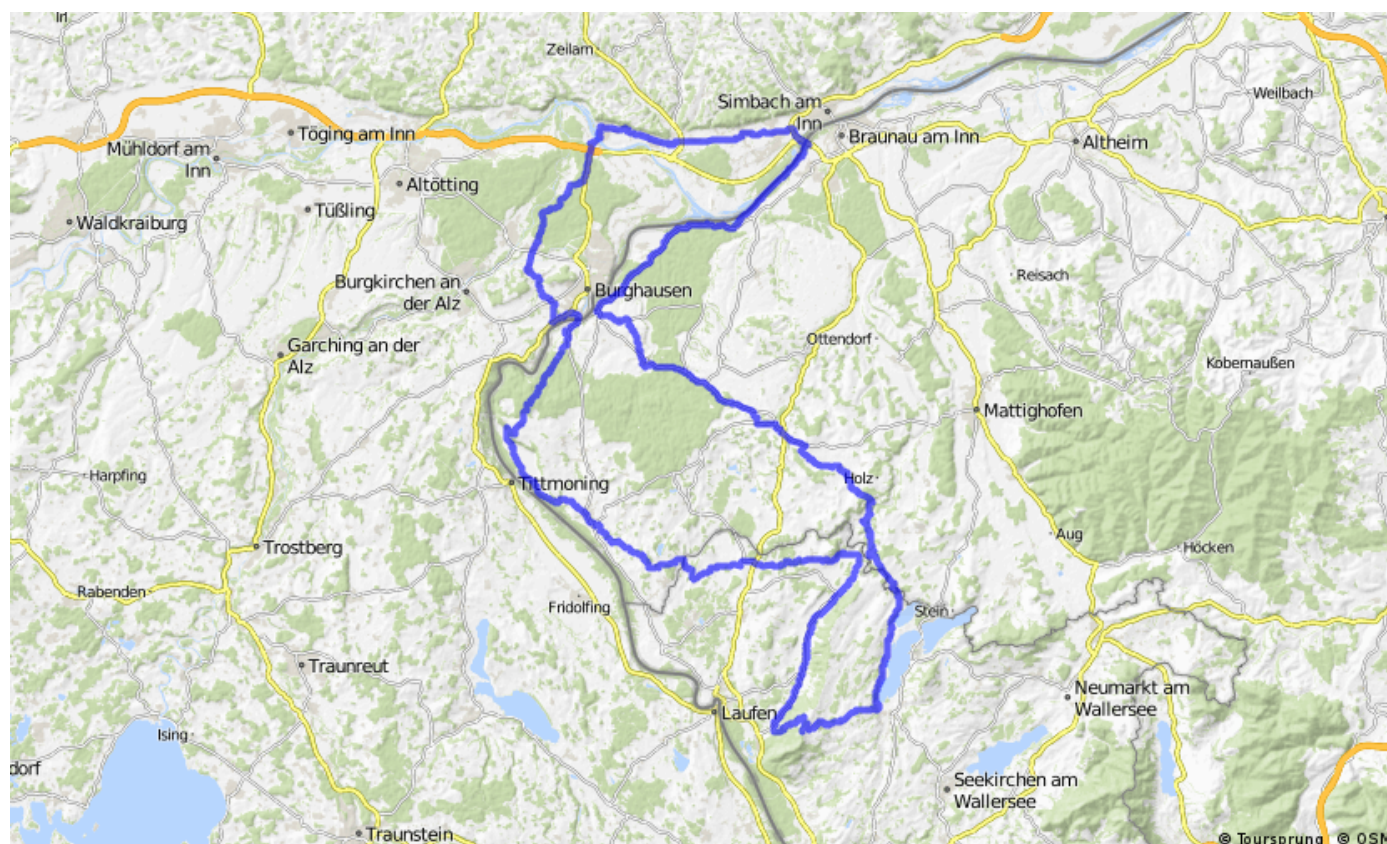 Iri
Zeilarn
Simbach am
Inn
Weilbach
Töging am Inn
Braunau am Inn
Altheim
Mühldorf am
Inn
Altötting
Tüßling
Waldkraiburg
Burgkirchen an
der Alz
Burghausen
Reisach
Ottendorf
Garching an der
Alz
Kobernaußen
Mattighofen
Harpfing
Tittmoning
Holz
Trostberg
Aug
Höcken
Rabenden
Fridolfing
Stein
Traunreut
Neumarkt am
Wallersee
Laufen
Ising
dorf
Seekirchen am
Wallersee
Traunstein
© Toursprung © OSM